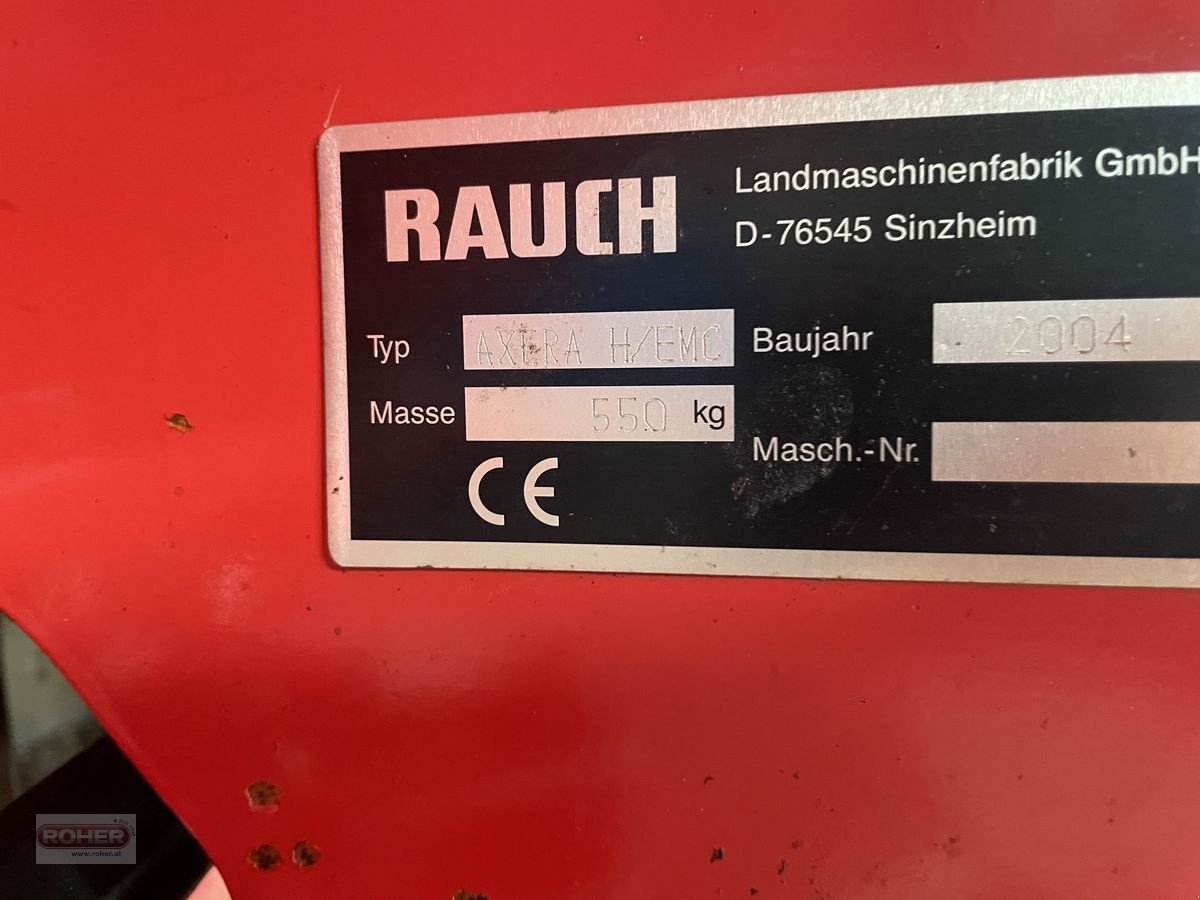 RAUCH
Landmaschinenfabrik GmbH
D-76545 Sinzheim
Typ AXERA H/EMC
Baujahr 2004
Masse 550 kg
Masch.-Nr.
CE
ROHER
www.roher.at